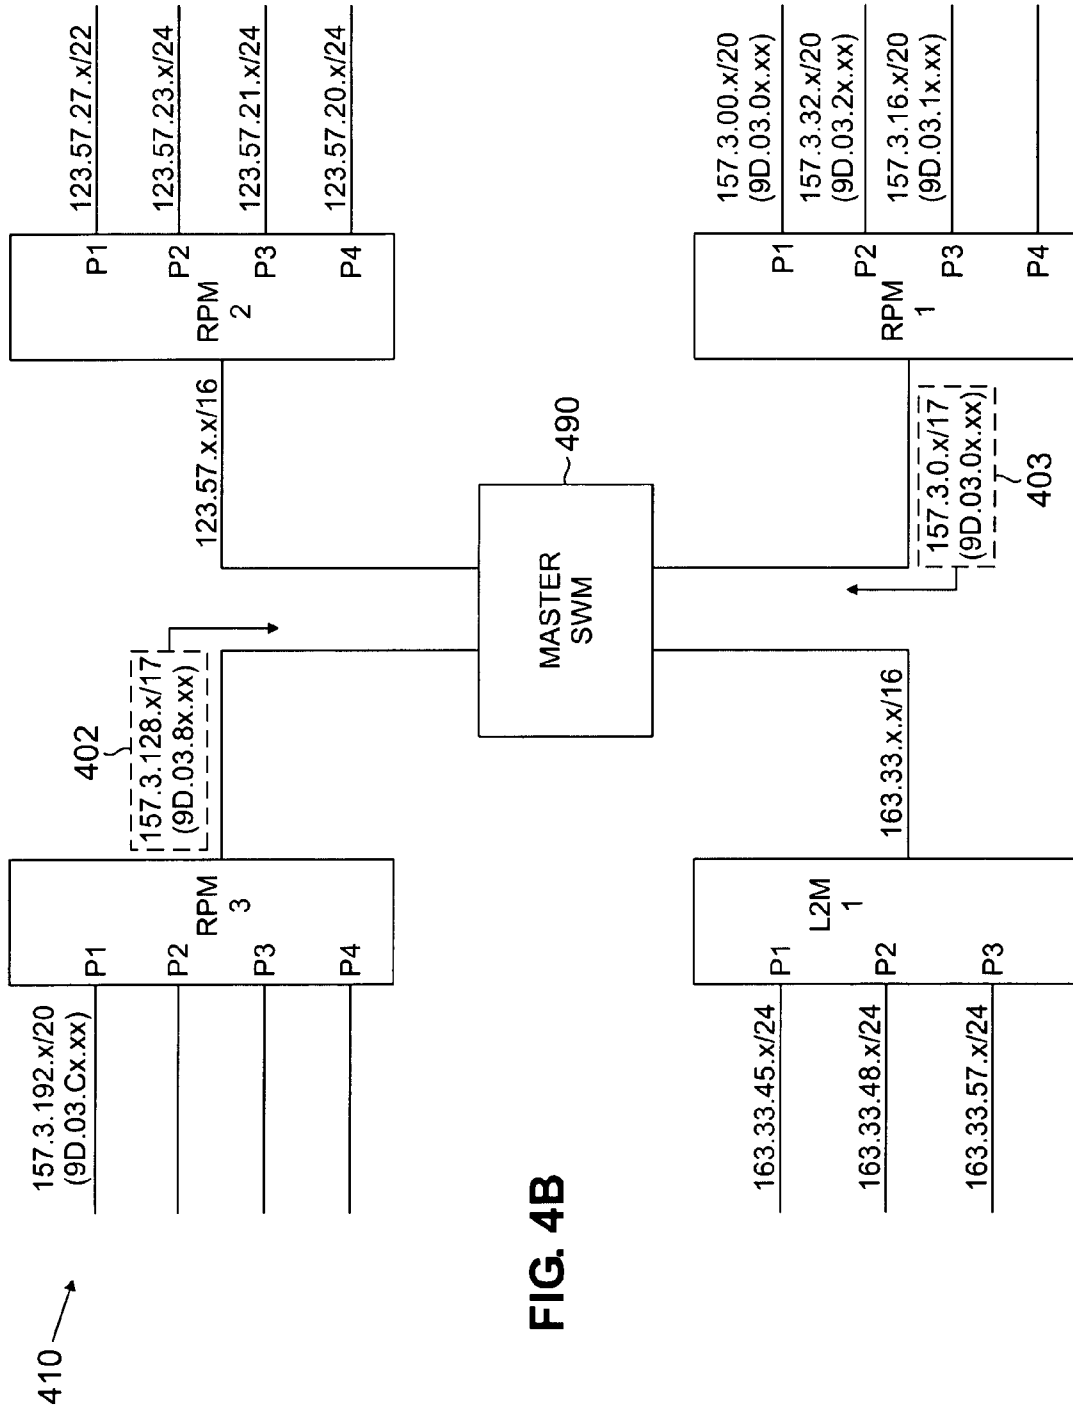 410
157.3.192.x/20
(9D.03.Cx.xx)
P1
P2
P3
P4
RPM
3
402
157.3.128.x/17
(9D.03.8x.xx)
123.57.x.x/16
RPM
2
P1
P2
P3
P4
123.57.27.x/22
123.57.23.x/24
123.57.21.x/24
123.57.20.x/24
MASTER
SWM
490
163.33.45.x/24
163.33.48.x/24
163.33.57.x/24
P1
P2
P3
L2M
1
163.33.x.x/16
157.3.0.x/17
(9D.03.0x.xx)
403
RPM
1
P1
P2
P3
P4
157.3.00.x/20
(9D.03.0x.xx)
157.3.32.x/20
(9D.03.2x.xx)
157.3.16.x/20
(9D.03.1x.xx)
FIG. 4B